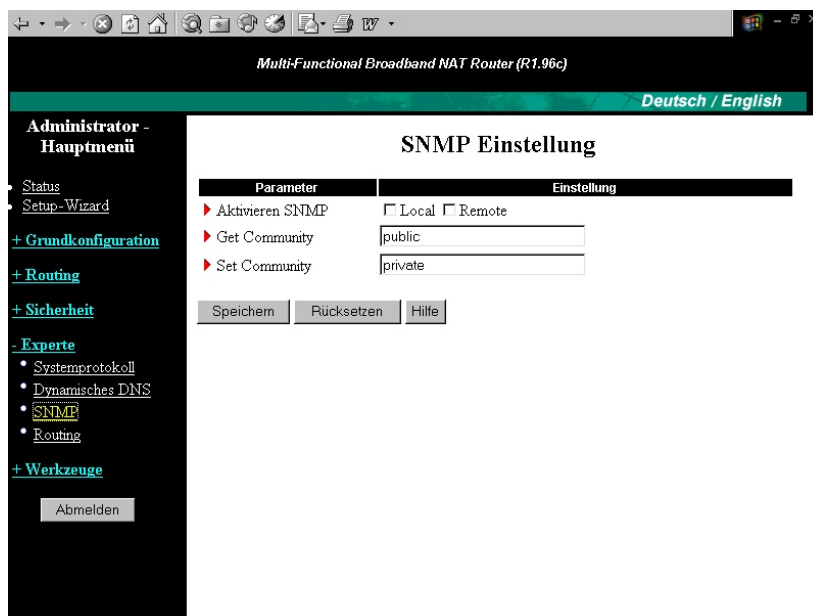 Multi-Functional Broadband NAT Router (R1.96c)
Deutsch / English
Administrator -
Hauptmenü
Status
Setup-Wizard
+ Grundkonfiguration
+ Routing
+ Sicherheit
- Experte
Systemprotokoll
Dynamisches DNS
SNMP
Routing
+ Werkzeuge
Abmelden
SNMP Einstellung
Parameter Einstellung
Aktivieren SNMP Local Remote
Get Community public
Set Community private
Speichern Rücksetzen Hilfe